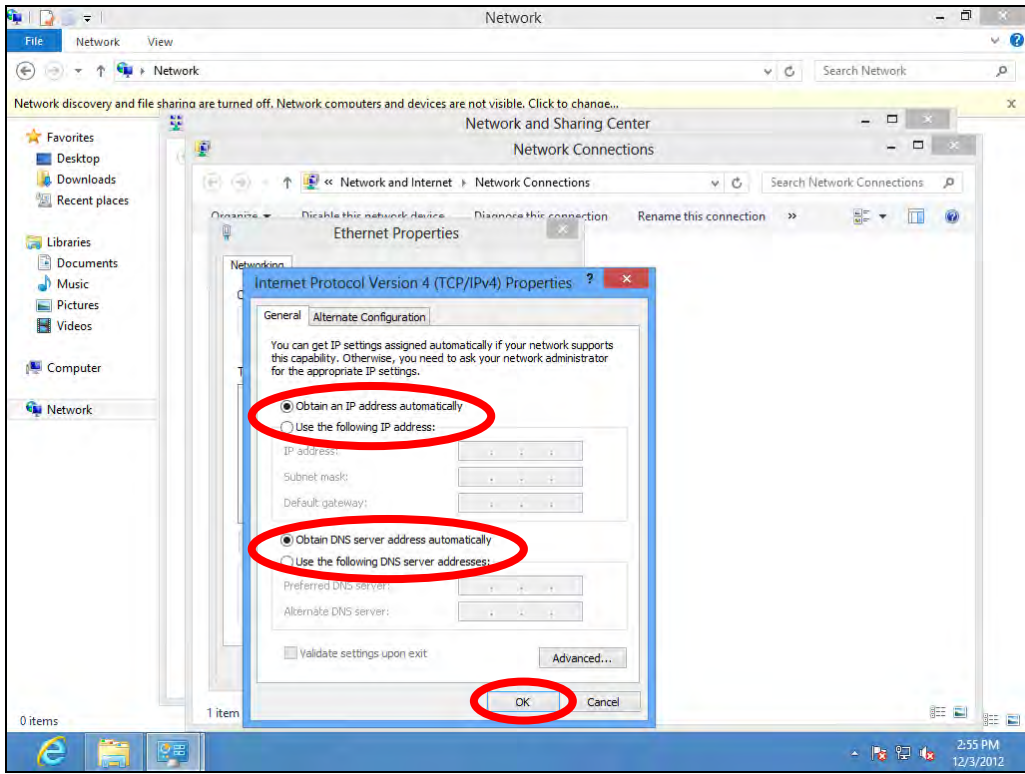 Network
File Network View
Network
Search Network
Network discovery and file sharing are turned off. Network computers and devices are not visible. Click to change...
Favorites
Desktop
Downloads
Recent places
Libraries
Documents
Music
Pictures
Videos
Computer
Network
Network and Sharing Center
Network Connections
« Network and Internet Network Connections
Search Network Connections
Organize Disable this network device Diagnose this connection Rename this connection »
Ethernet Properties
Networking
Internet Protocol Version 4 (TCP/IPv4) Properties ?
General Alternate Configuration
You can get IP settings assigned automatically if your network supports
this capability. Otherwise, you need to ask your network administrator
for the appropriate IP settings.
Obtain an IP address automatically
Use the following IP address:
IP address:
Subnet mask:
Default gateway:
Obtain DNS server address automatically
Use the following DNS server addresses:
Preferred DNS server:
Alternate DNS server:
Validate settings upon exit
Advanced...
OK Cancel
1 item
0 items
2:55 PM
12/3/2012